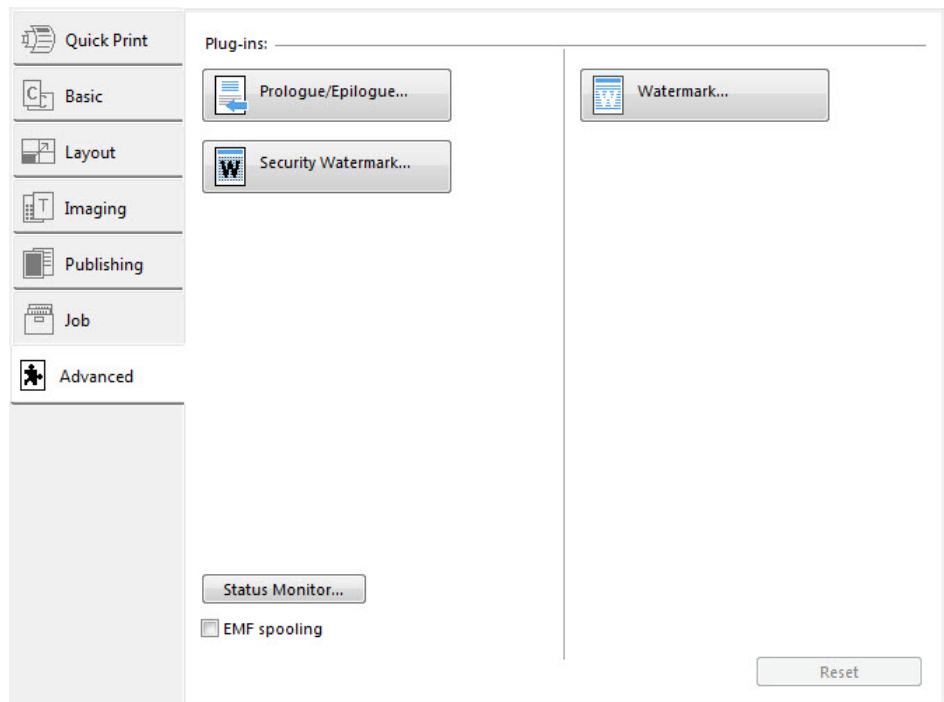 Quick Print
Basic
Layout
Imaging
Publishing
Job
Advanced
Plug-ins:
Prologue/Epilogue...
Watermark...
Security Watermark...
Status Monitor...
EMF spooling
Reset